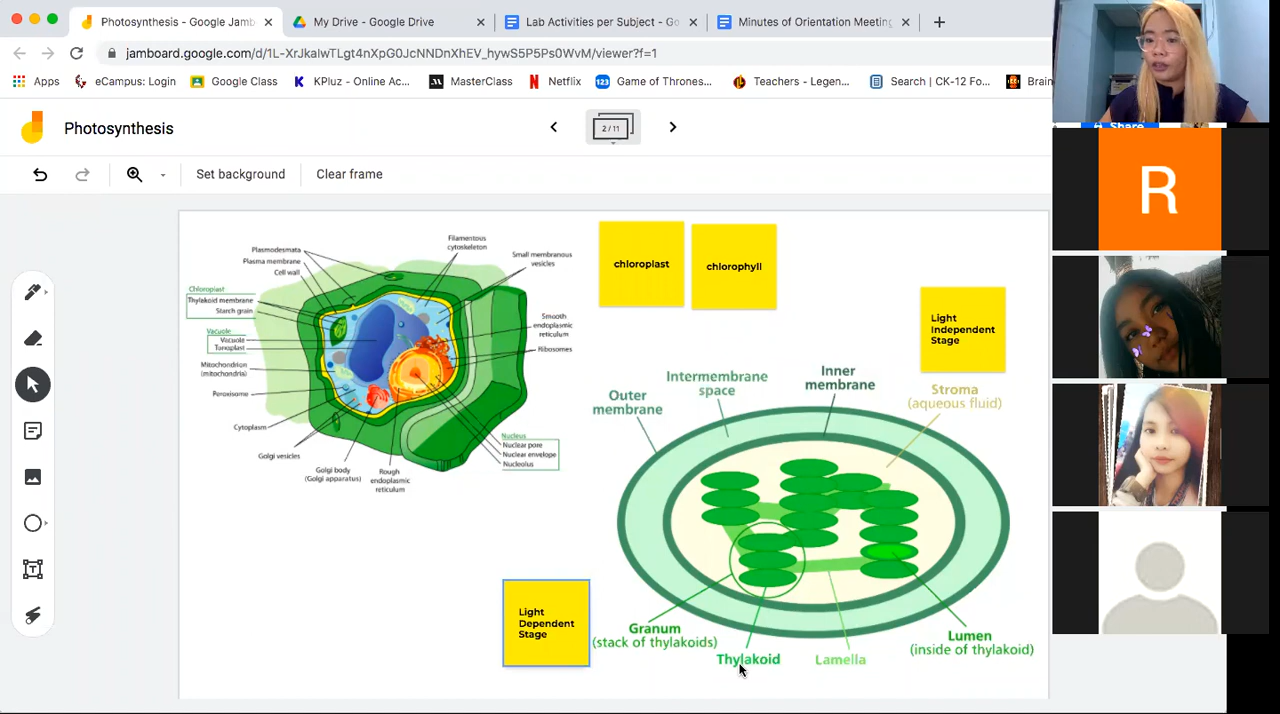 Photosynthesis - Google Jamb
My Drive - Google Drive
Lab Activities per Subject - Go
Minutes of Orientation Meeting
jamboard.google.com/d/1L-XrJkaIwTLgt4nXpG0JcNNDnXhEV_hywS5P5Ps0WvM/viewer?f=1
Apps
eCampus: Login
Google Class
KPluz - Online Ac...
MasterClass
Netflix
123
Game of Thrones...
Teachers - Legen...
Search | CK-12 Fo...
Brain
Share
Photosynthesis
2 / 11
Set background
Clear frame
R
Plasmodesmata
Plasma membrane
Cell wall
Chloroplast
Thylakoid membrane
Starch grain
Vacuole
Vacuole
Tonoplast
Mitochondrion
(mitochondria)
Peroxisome
Cytoplasm
Golgi vesicles
Golgi body
(Golgi apparatus)
Rough
endoplasmic
reticulum
Filamentous
cytoskeleton
Small membranous
vesicles
Smooth
endoplasmic
reticulum
Ribosomes
Nucleus
Nuclear pore
Nuclear envelope
Nucleolus
chloroplast
chlorophyll
Light
Independent
Stage
Outer
membrane
Intermembrane
space
Inner
membrane
Stroma
(aqueous fluid)
Light
Dependent
Stage
Granum
(stack of thylakoids)
Thylakoid
Lamella
Lumen
(inside of thylakoid)